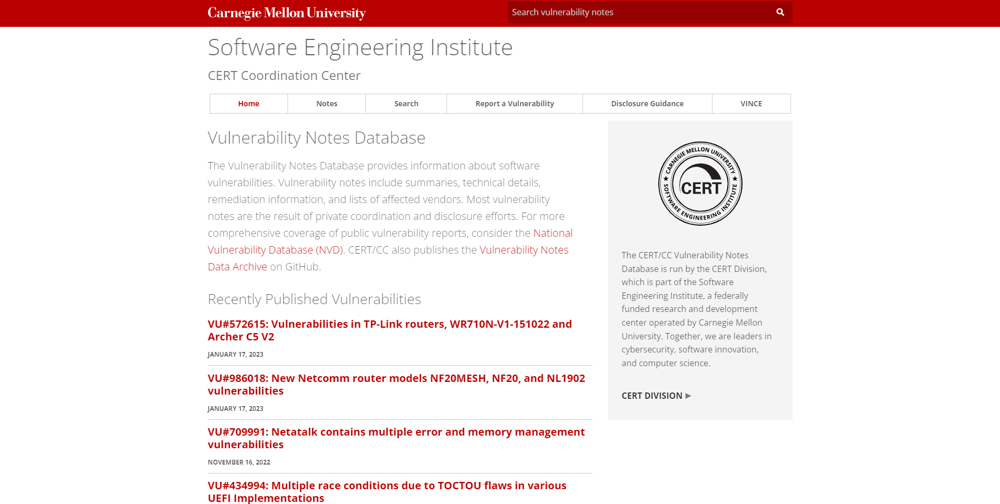 Carnegie Mellon University
Search vulnerability notes
Software Engineering Institute
CERT Coordination Center
Home
Notes
Search
Report a Vulnerability
Disclosure Guidance
VINCE
Vulnerability Notes Database
The Vulnerability Notes Database provides information about software
vulnerabilities. Vulnerability notes include summaries, technical details,
remediation information, and lists of affected vendors. Most vulnerability
notes are the result of private coordination and disclosure efforts. For more
comprehensive coverage of public vulnerability reports, consider the National
Vulnerability Database (NVD). CERT/CC also publishes the Vulnerability Notes
Data Archive on GitHub.
Recently Published Vulnerabilities
VU#572615: Vulnerabilities in TP-Link routers, WR710N-V1-151022 and
Archer C5 V2
JANUARY 17, 2023
VU#986018: New Netcomm router models NF20MESH, NF20, and NL1902
vulnerabilities
JANUARY 17, 2023
VU#709991: Netatalk contains multiple error and memory management
vulnerabilities
NOVEMBER 16, 2022
VU#434994: Multiple race conditions due to TOCTOU flaws in various
UEFI Implementations
CARNEGIE MELLON UNIVERSITY
CERT
SOFTWARE ENGINEERING INSTITUTE
The CERT/CC Vulnerability Notes
Database is run by the CERT Division,
which is part of the Software
Engineering Institute, a federally
funded research and development
center operated by Carnegie Mellon
University. Together, we are leaders in
cybersecurity, software innovation,
and computer science.
CERT DIVISION